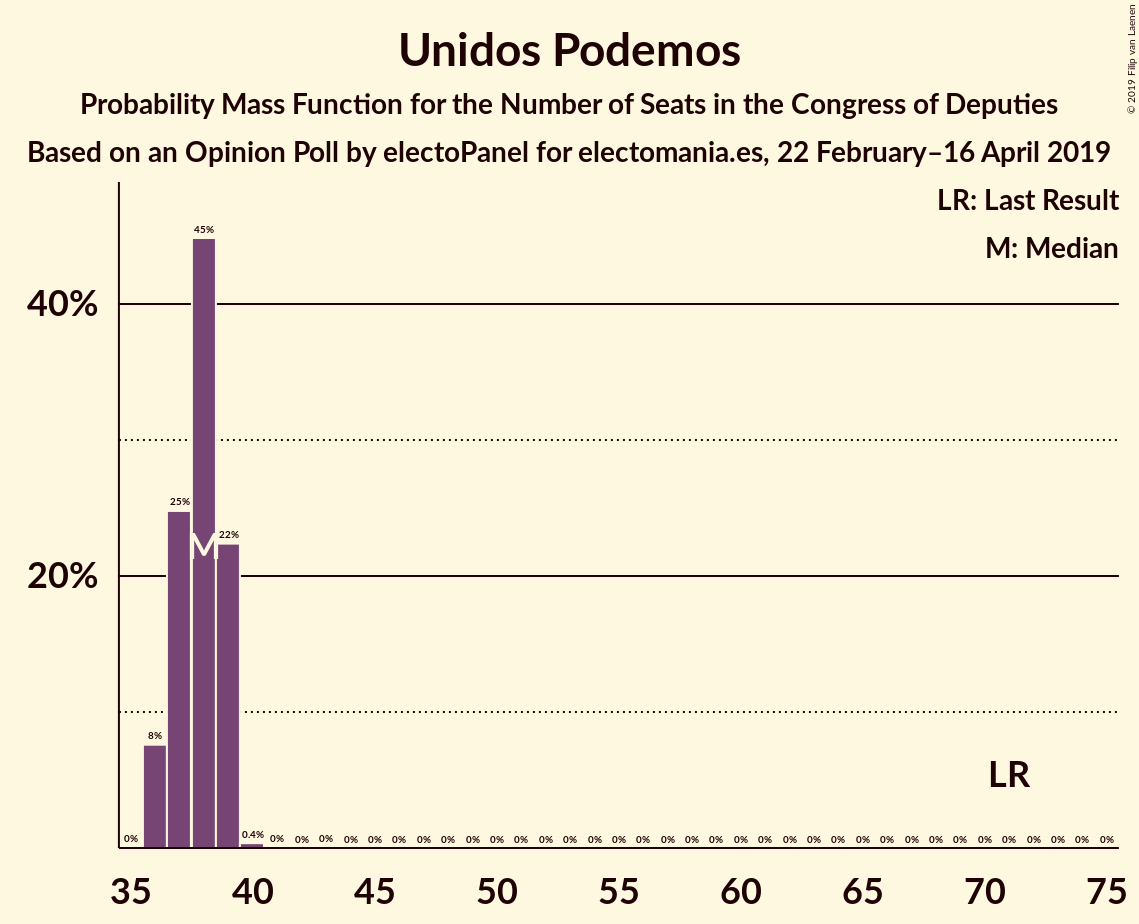 Unidos Podemos
Probability Mass Function for the Number of Seats in the Congress of Deputies
Based on an Opinion Poll by electoPanel for electomania.es, 22 February–16 April 2019
© 2019 Filip van Laenen
LR: Last Result
M: Median
40%
20%
0% 8% 25% 45% 22% 0.4% 0% 0% 0% 0% 0% 0% 0% 0% 0% 0% 0% 0% 0% 0% 0% 0% 0% 0% 0% 0% 0% 0% 0% 0% 0% 0% 0% 0% 0% 0% 0% 0% 0% 0% 0%
M
LR
35 40 45 50 55 60 65 70 75